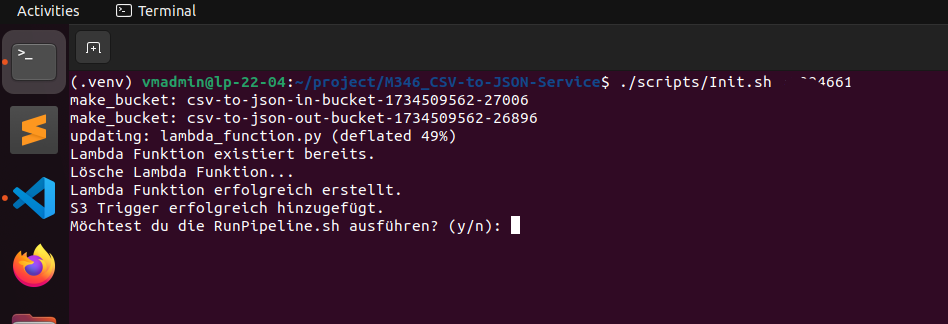 Activities
Terminal
(.venv) vmadmin@lp-22-04:~/project/M346_CSV-to-JSON-Service$ ./scripts/Init.sh
make_bucket: csv-to-json-in-bucket-1734509562-27006
make_bucket: csv-to-json-out-bucket-1734509562-26896
updating: lambda_function.py (deflated 49%)
Lambda Funktion existiert bereits.
Lösche Lambda Funktion...
Lambda Funktion erfolgreich erstellt.
S3 Trigger erfolgreich hinzugefügt.
Möchtest du die RunPipeline.sh ausführen? (y/n):